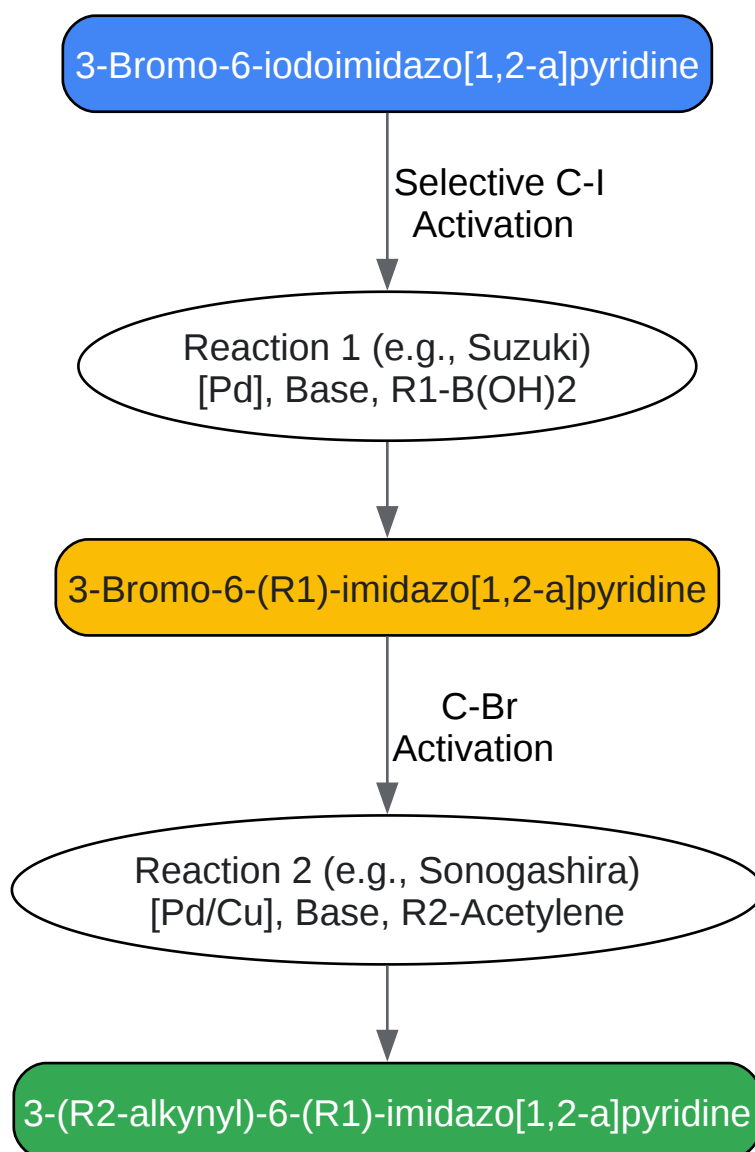 3-Bromo-6-iodoimidazo[1,2-a]pyridine
Selective C-I
Activation
Reaction 1 (e.g., Suzuki)
[Pd], Base, R1-B(OH)2
3-Bromo-6-(R1)-imidazo[1,2-a]pyridine
C-Br
Activation
Reaction 2 (e.g., Sonogashira)
[Pd/Cu], Base, R2-Acetylene
3-(R2-alkynyl)-6-(R1)-imidazo[1,2-a]pyridine